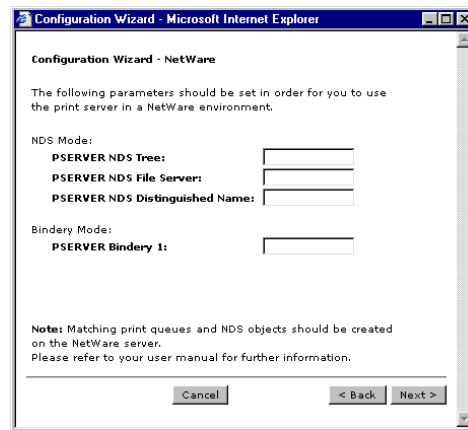 Configuration Wizard - Microsoft Internet Explorer
Configuration Wizard - NetWare
The following parameters should be set in order for you to use
the print server in a NetWare environment.
NDS Mode:
PSERVER NDS Tree:
PSERVER NDS File Server:
PSERVER NDS Distinguished Name:
Bindery Mode:
PSERVER Bindery 1:
Note: Matching print queues and NDS objects should be created
on the NetWare server.
Please refer to your user manual for further information.
Cancel < Back Next >